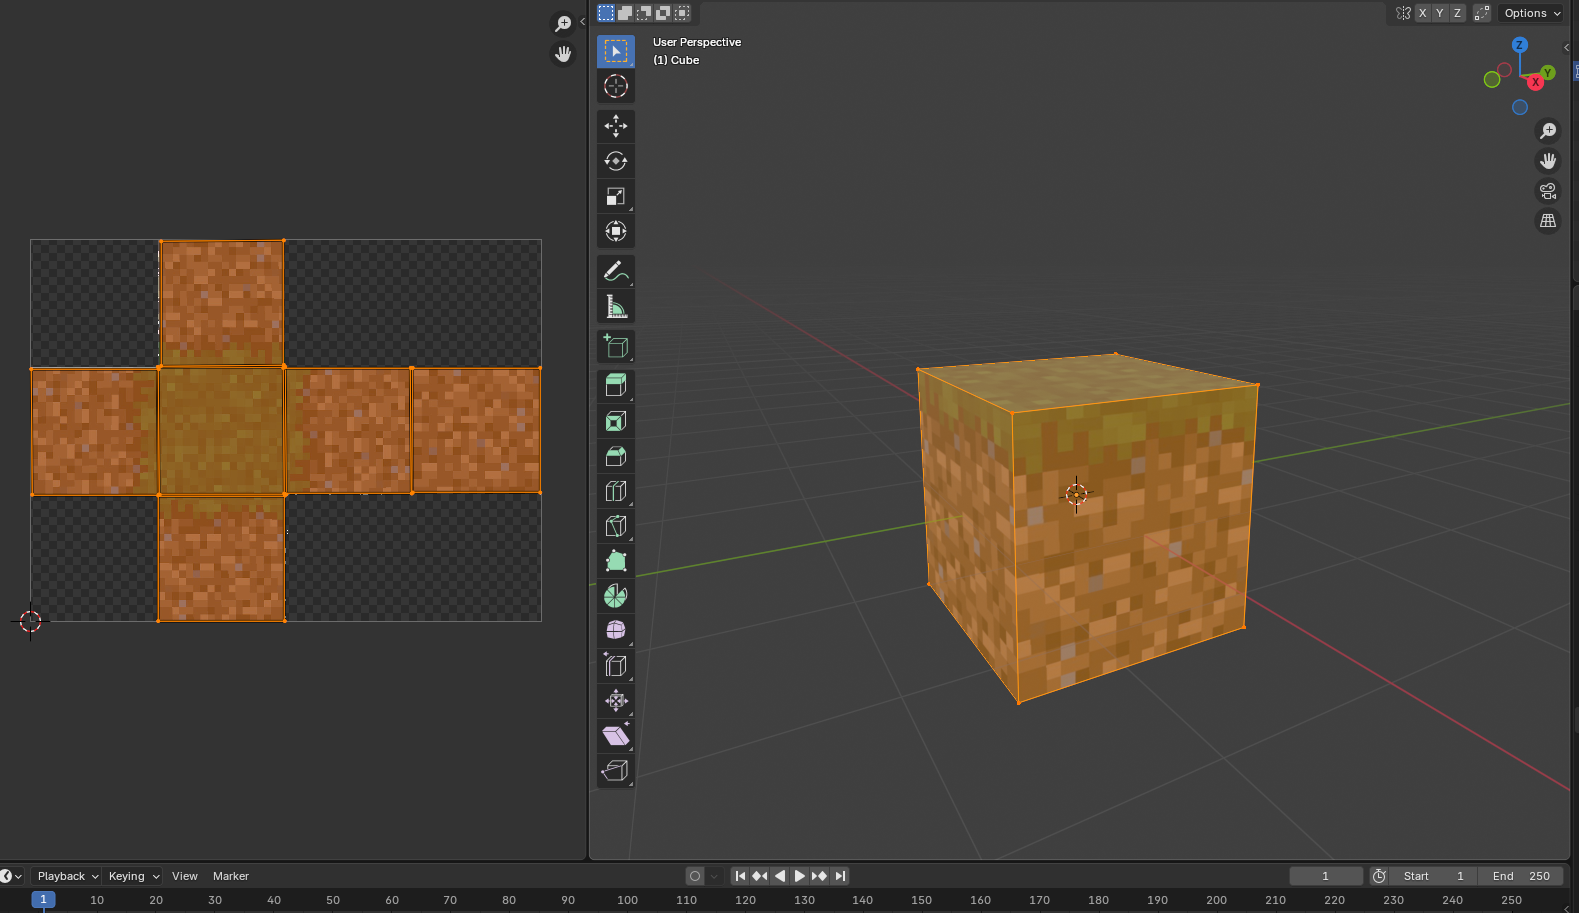 X Y Z Options
User Perspective
(1) Cube
Z
Y
X
Playback Keying View Marker 1 Start 1 End 250
1 10 20 30 40 50 60 70 80 90 100 110 120 130 140 150 160 170 180 190 200 210 220 230 240 250